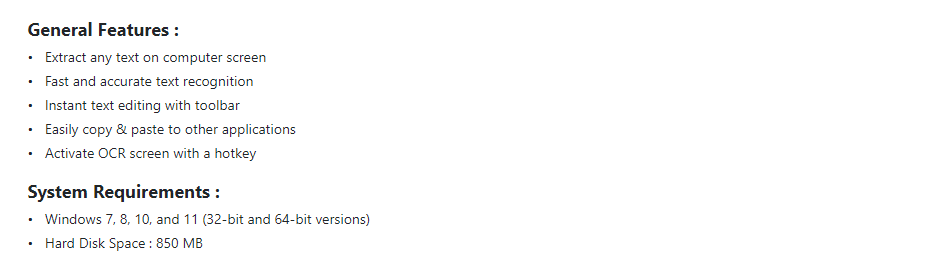 General Features :
• Extract any text on computer screen
• Fast and accurate text recognition
• Instant text editing with toolbar
• Easily copy & paste to other applications
• Activate OCR screen with a hotkey
System Requirements :
• Windows 7, 8, 10, and 11 (32-bit and 64-bit versions)
• Hard Disk Space : 850 MB